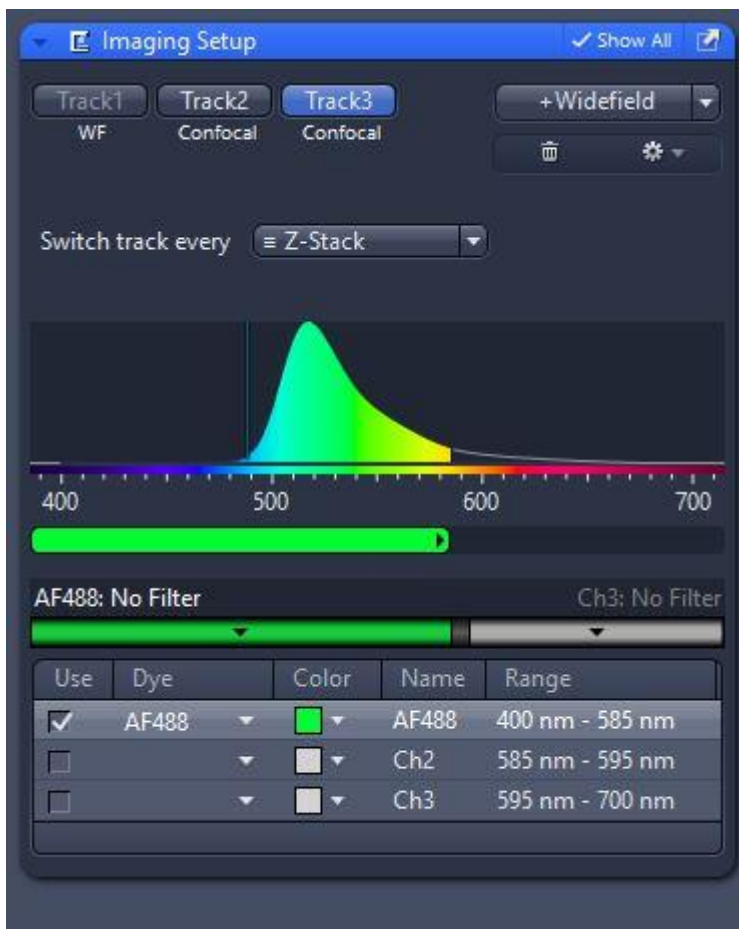 Imaging Setup Show All
Track1 Track2 Track3 +Widefield
WF Confocal Confocal
Switch track every Z-Stack
400 500 600 700
AF488: No Filter Ch3: No Filter
Use Dye Color Name Range
AF488 AF488 400 nm - 585 nm
Ch2 585 nm - 595 nm
Ch3 595 nm - 700 nm